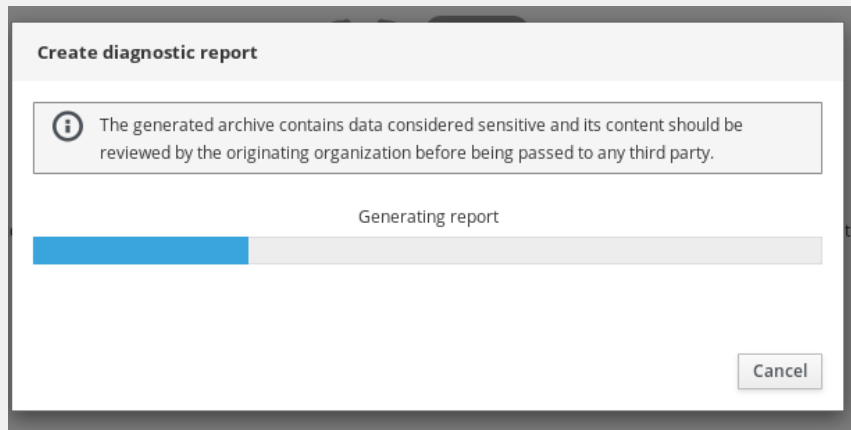 Create diagnostic report
The generated archive contains data considered sensitive and its content should be
reviewed by the originating organization before being passed to any third party.
Generating report
Cancel